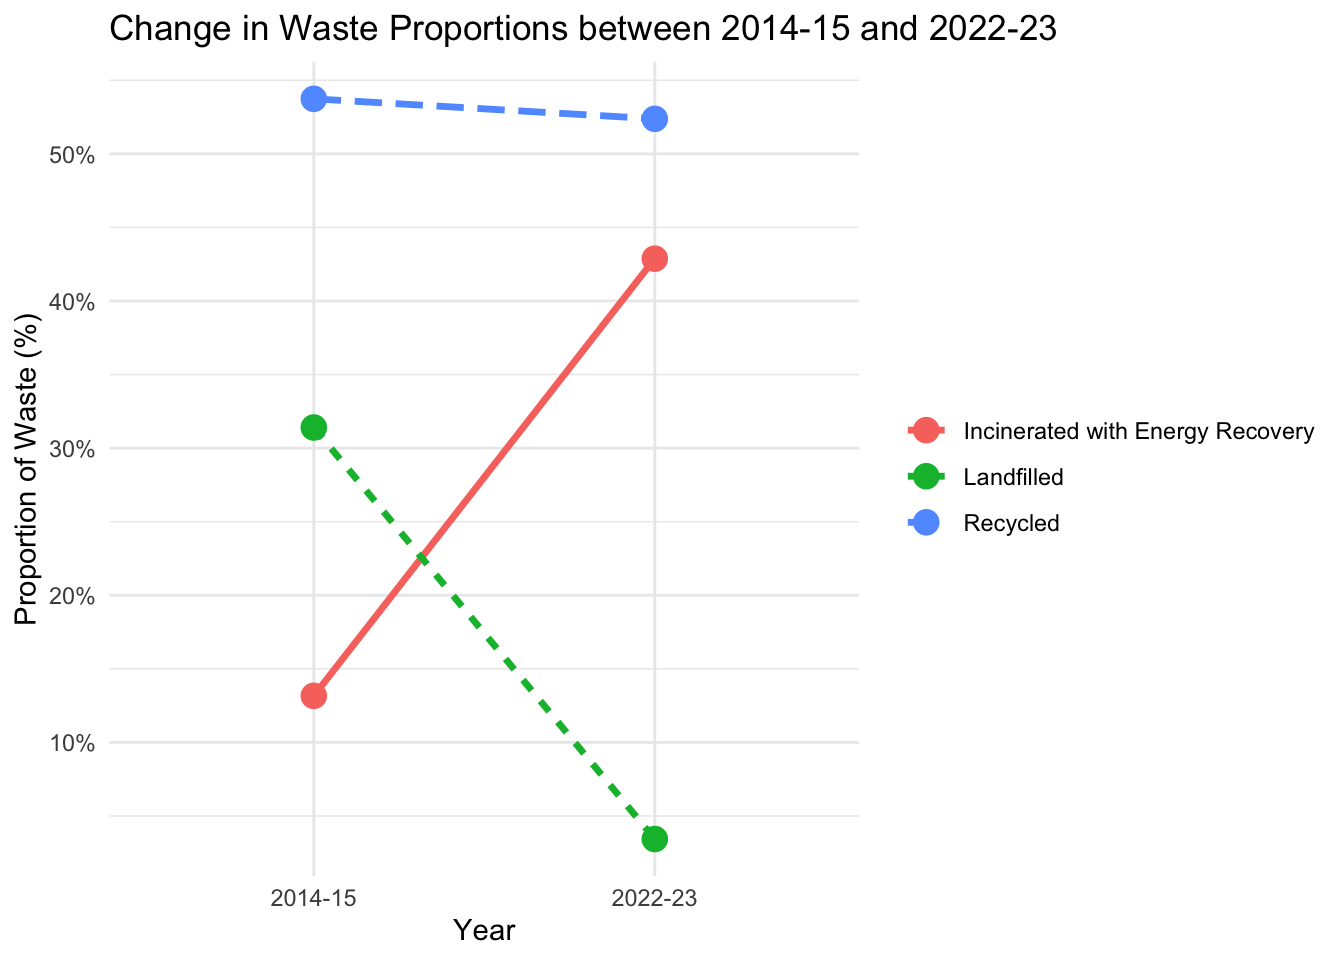 Change in Waste Proportions between 2014-15 and 2022-23
Proportion of Waste (%)
50%
40%
30%
20%
10%
2014-15
2022-23
Year
Incinerated with Energy Recovery
Landfilled
Recycled